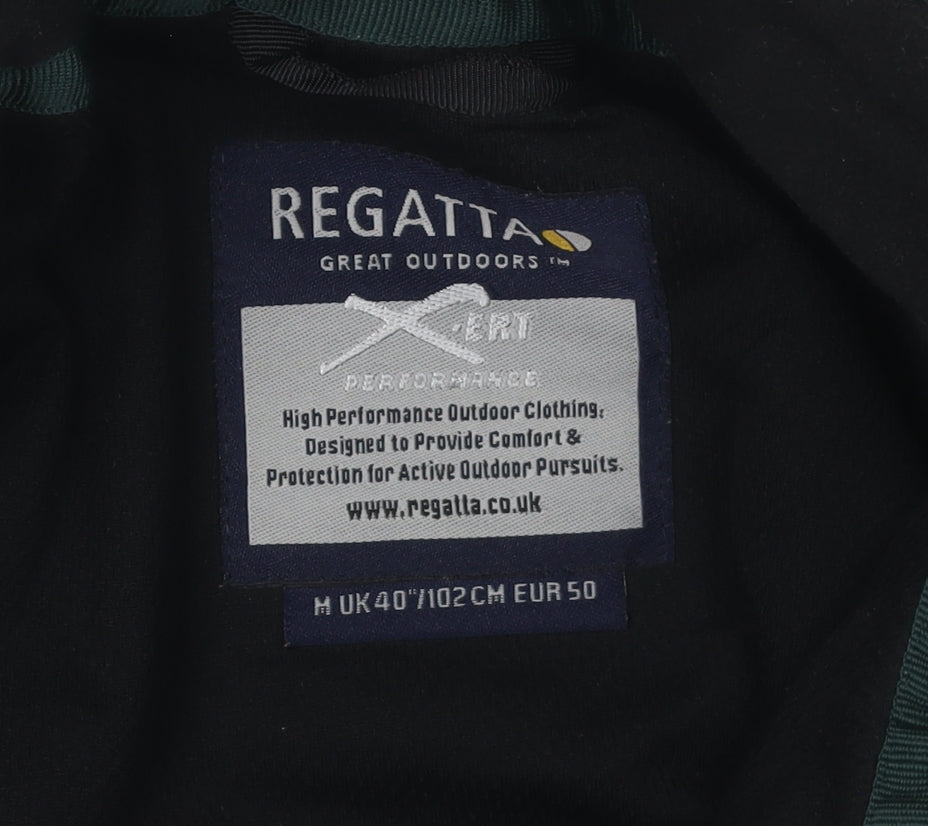 REGATTA
GREAT OUTDOORS ™
X-ERT
PERFORMANCE
High Performance Outdoor Clothing,
Designed to Provide Comfort &
Protection for Active Outdoor Pursuits.
www.regatta.co.uk
M UK 40"/102 CM EUR 50